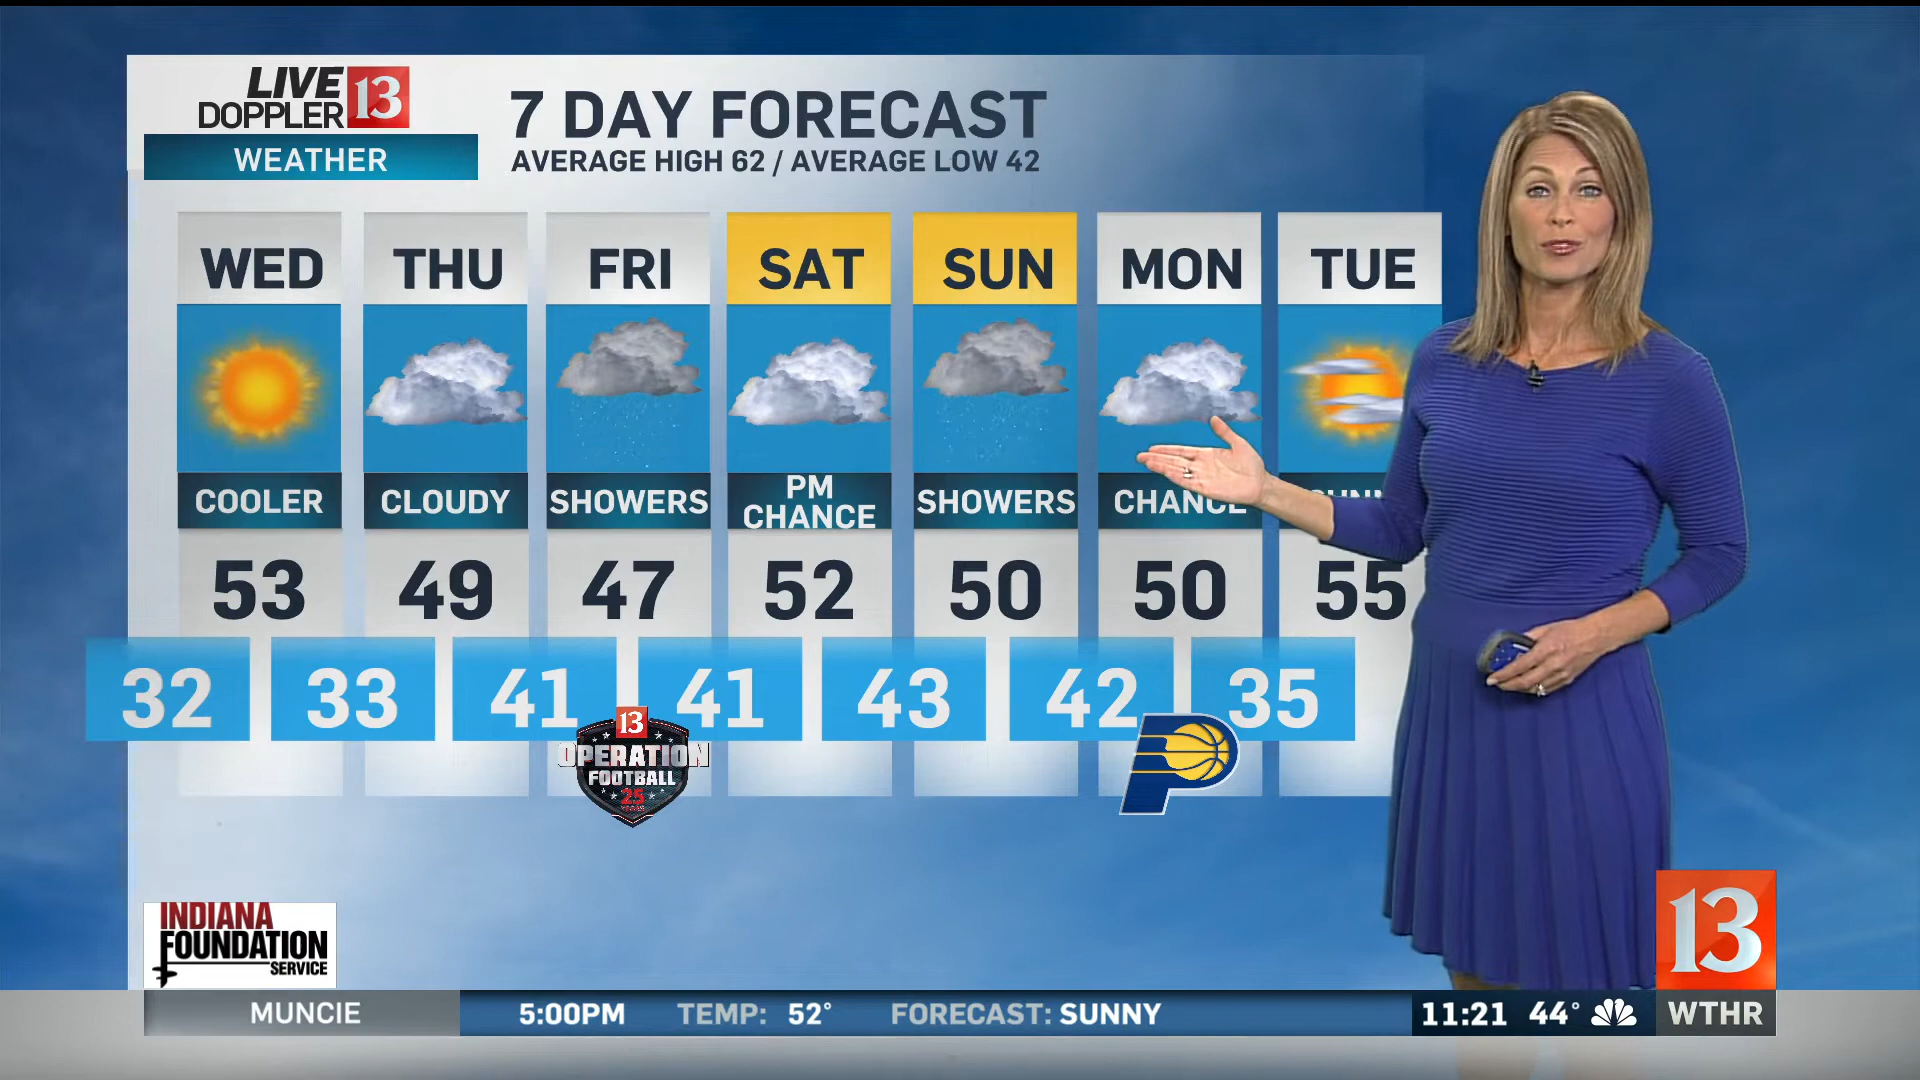 LIVE
DOPPLER 13
WEATHER
7 DAY FORECAST
AVERAGE HIGH 62 / AVERAGE LOW 42
WED THU FRI SAT SUN MON TUE
COOLER CLOUDY SHOWERS PM CHANCE SHOWERS CHANCE
53 49 47 52 50 50 55
32 33 41 41 43 42 35
13
OPERATION
FOOTBALL
25
INDIANA
FOUNDATION
SERVICE
13
MUNCIE 5:00PM TEMP: 52° FORECAST: SUNNY 11:21 44° WTHR